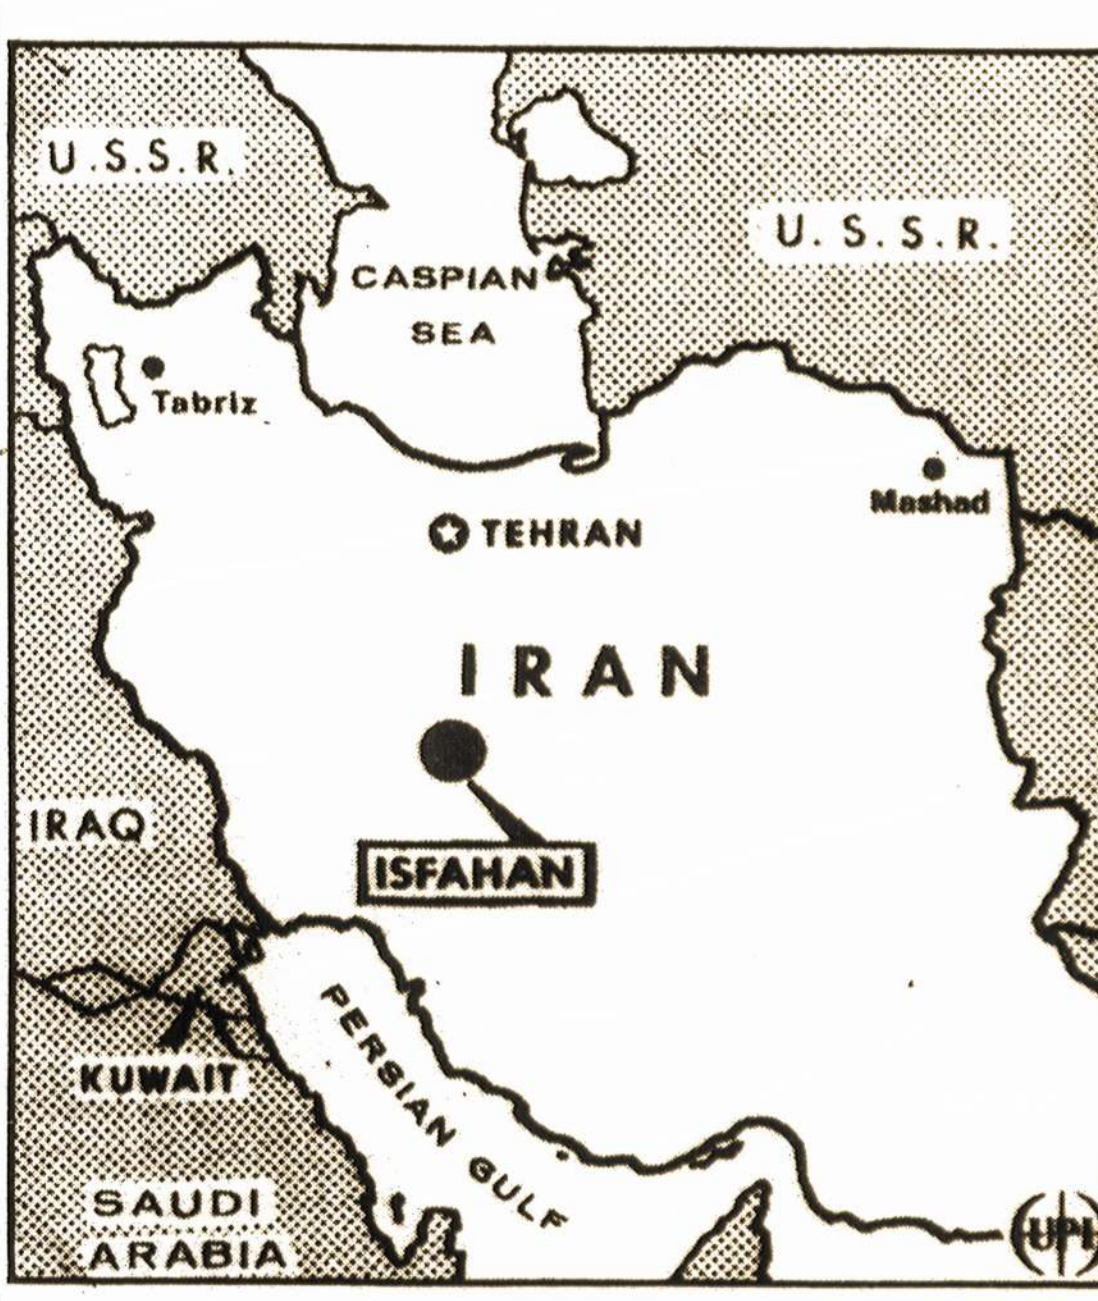 U.S.S.R.
U. S. S. R.
CASPIAN
SEA
Tabriz
Mashad
TEHRAN
IRAN
ISFAHAN
IRAQ
PERSIAN GULF
KUWAIT
SAUDI
ARABIA
UPI